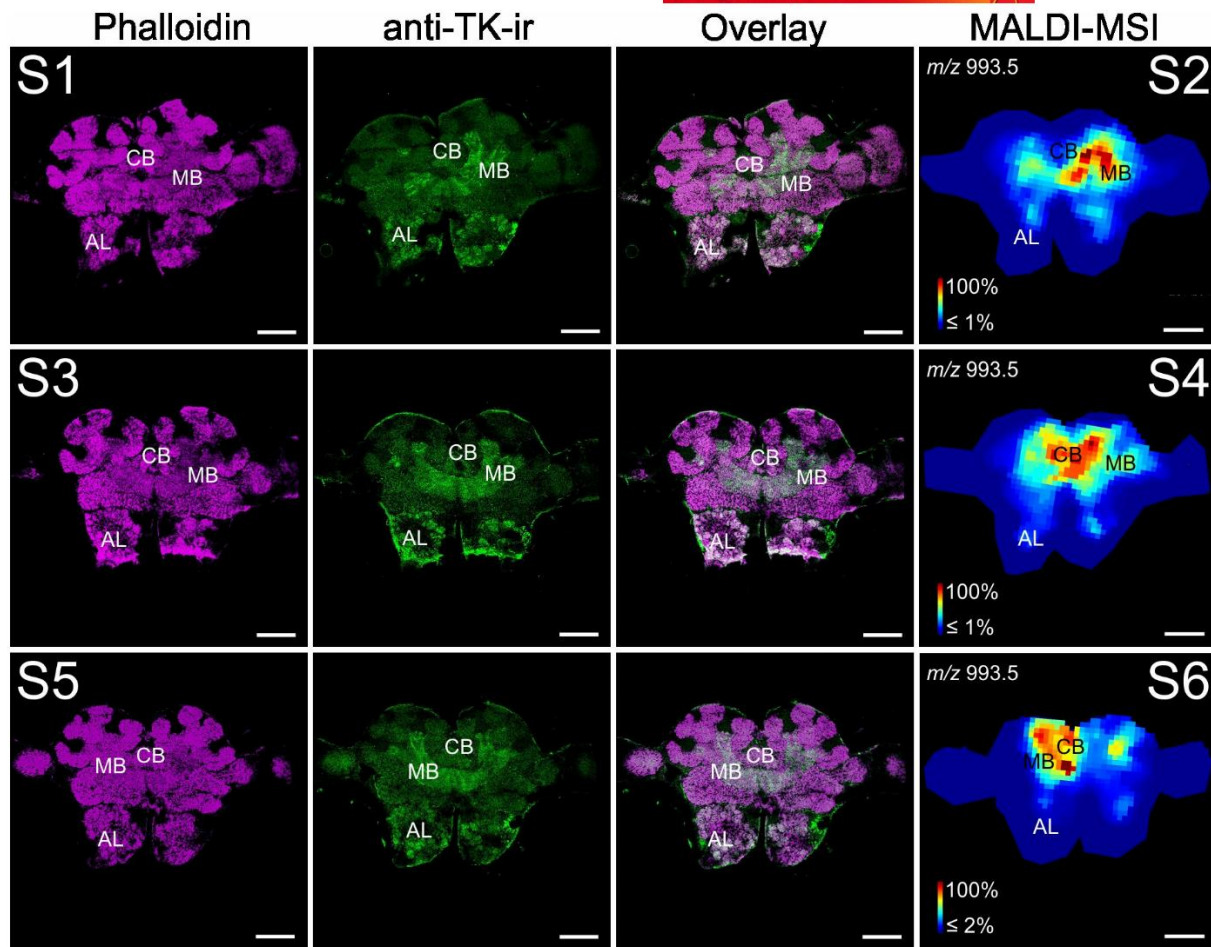 Phalloidin anti-TK-ir Overlay MALDI-MSI
S1 m/z 993.5 S2
CB CB CB CB
MB MB MB MB
AL AL AL AL
100%
≤ 1%
S3 m/z 993.5 S4
CB CB CB CB
MB MB MB MB
AL AL AL AL
100%
≤ 1%
S5 m/z 993.5 S6
CB CB CB CB
MB MB MB MB
AL AL AL AL
100%
≤ 2%